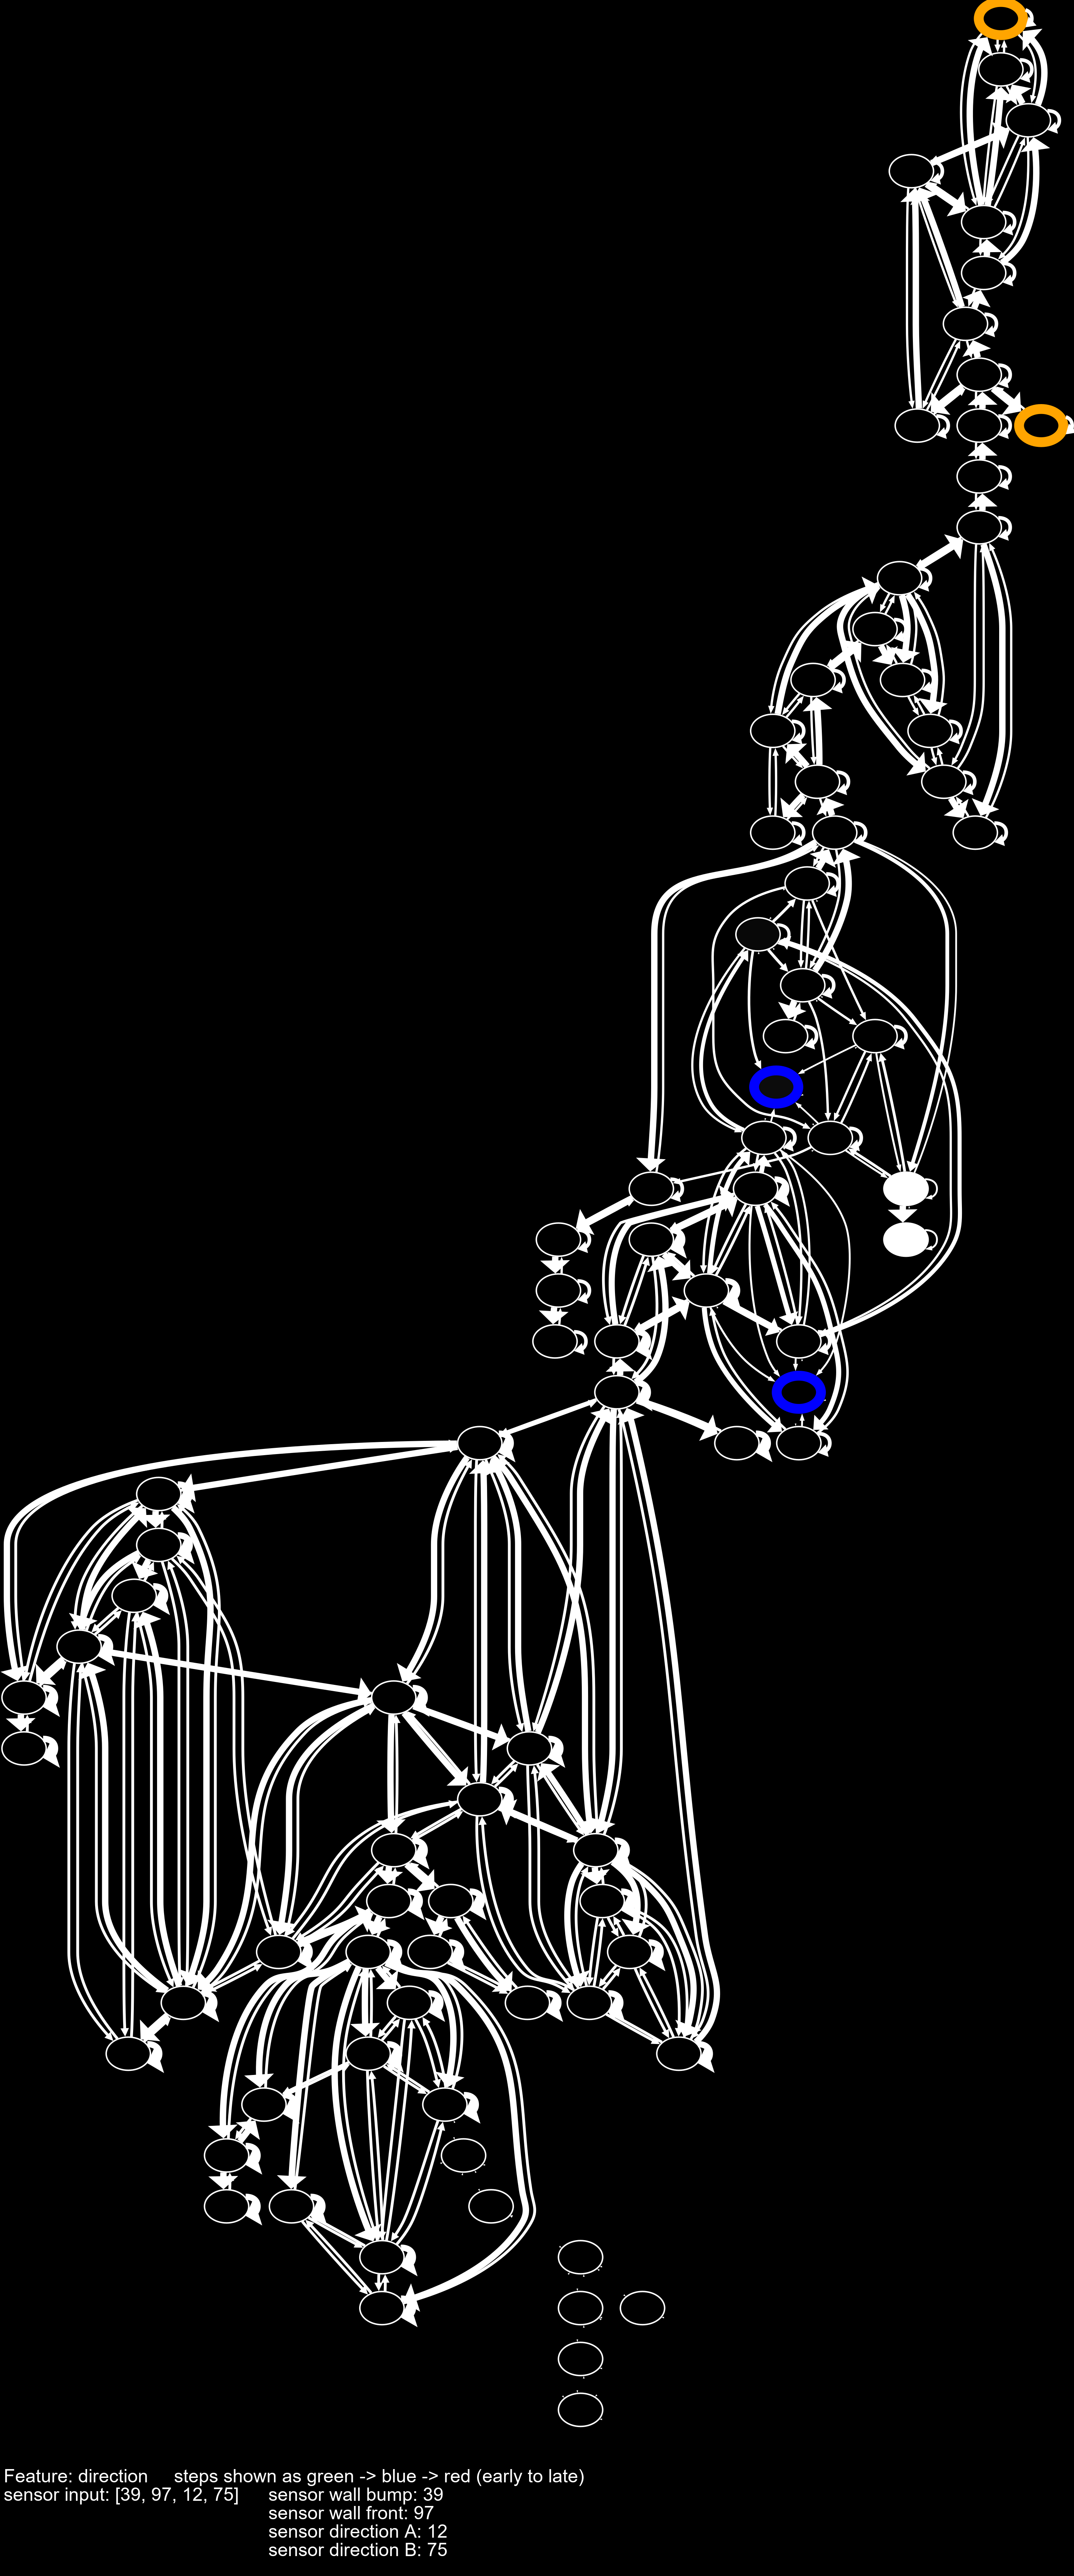 Feature: direction     steps shown as green -> blue -> red (early to late)
sensor input: [39, 97, 12, 75]     sensor wall bump: 39
sensor wall front: 97
sensor direction A: 12
sensor direction B: 75